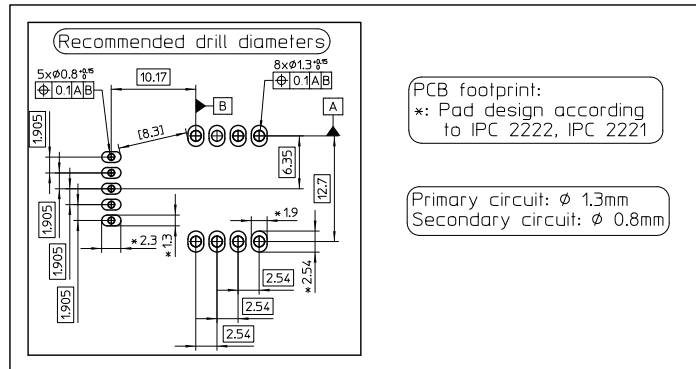 Recommended drill diameters
5xø0.8 +0.15 0
⌖ 0.1 A B
10.17
8xø1.3 +0.15 0
⌖ 0.1 A B
B
A
[8.3]
1.905
6.35
12.7
1.905
1.905
1.905
*2.3
*1.3
*1.9
*2.54
2.54
2.54
2.54
PCB footprint:
*: Pad design according
to IPC 2222, IPC 2221
Primary circuit: ø 1.3mm
Secondary circuit: ø 0.8mm